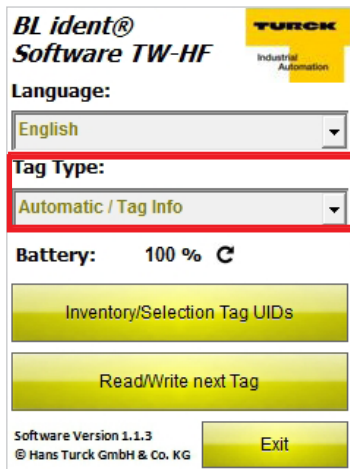 BL ident®
Software TW-HF
TURCK
Industrial
Automation
Language:
English
Tag Type:
Automatic / Tag Info
Battery: 100 %
Inventory/Selection Tag UIDs
Read/Write next Tag
Software Version 1.1.3
© Hans Turck GmbH & Co. KG
Exit